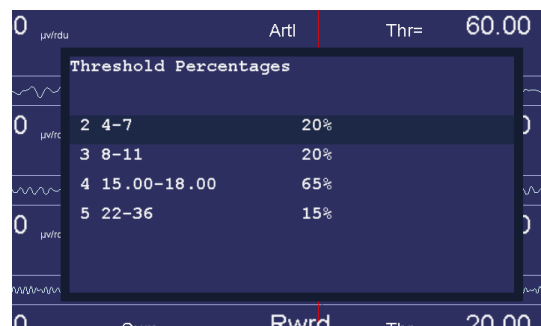 0 µv/rdu Artl Thr= 60.00
Threshold Percentages
2 4-7 20%
3 8-11 20%
4 15.00-18.00 65%
5 22-36 15%
0
0
Rwrd 20.00